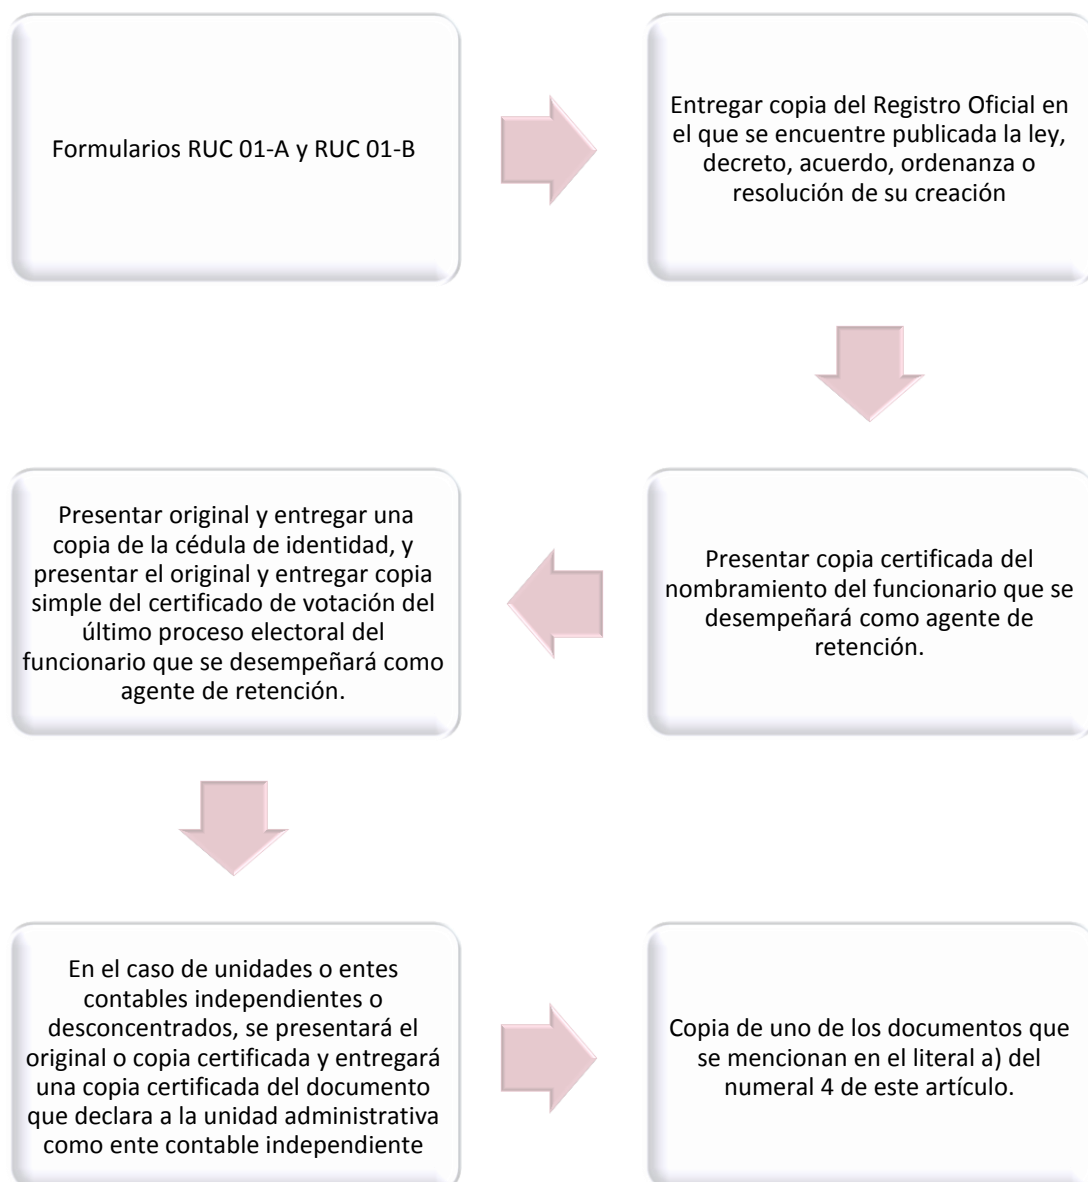 Formularios RUC 01-A y RUC 01-B
Entregar copia del Registro Oficial en
el que se encuentre publicada la ley,
decreto, acuerdo, ordenanza o
resolución de su creación
Presentar copia certificada del
nombramiento del funcionario que se
desempeñará como agente de
retención.
Presentar original y entregar una
copia de la cédula de identidad, y
presentar el original y entregar copia
simple del certificado de votación del
último proceso electoral del
funcionario que se desempeñará como
agente de retención.
En el caso de unidades o entes
contables independientes o
desconcentrados, se presentará el
original o copia certificada y entregará
una copia certificada del documento
que declara a la unidad administrativa
como ente contable independiente
Copia de uno de los documentos que
se mencionan en el literal a) del
numeral 4 de este artículo.